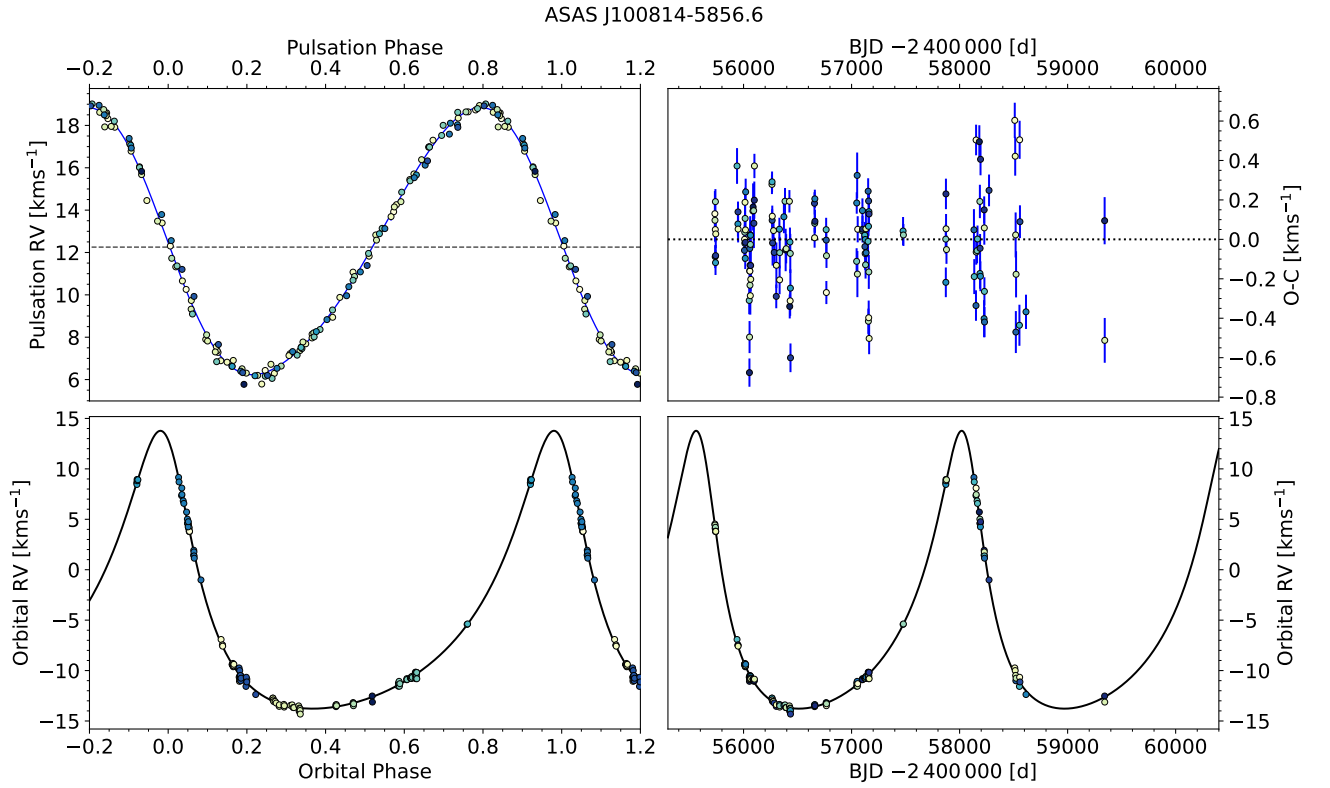 ASAS J100814-5856.6
Pulsation Phase
BJD −2 400 000 [d]
−0.2 0.0 0.2 0.4 0.6 0.8 1.0 1.2
56000 57000 58000 59000 60000
Pulsation RV [kms−1]
18
16
14
12
10
8
6
0.6
0.4
0.2
0.0
−0.2
−0.4
−0.6
−0.8
O-C [kms−1]
Orbital RV [kms−1]
15
10
5
0
−5
−10
−15
15
10
5
0
−5
−10
−15
Orbital RV [kms−1]
−0.2 0.0 0.2 0.4 0.6 0.8 1.0 1.2
56000 57000 58000 59000 60000
Orbital Phase
BJD −2 400 000 [d]